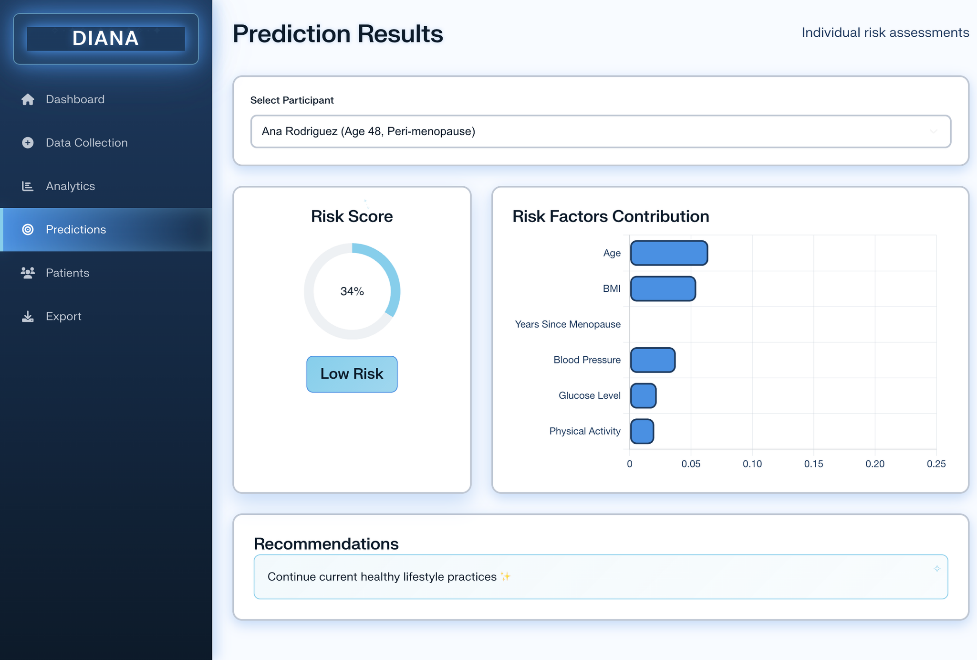 DIANA
Dashboard
Data Collection
Analytics
Predictions
Patients
Export
Prediction Results
Individual risk assessments
Select Participant
Ana Rodriguez (Age 48, Peri-menopause)
Risk Score
34%
Low Risk
Risk Factors Contribution
Age
BMI
Years Since Menopause
Blood Pressure
Glucose Level
Physical Activity
0 0.05 0.10 0.15 0.20 0.25
Recommendations
Continue current healthy lifestyle practices ✨